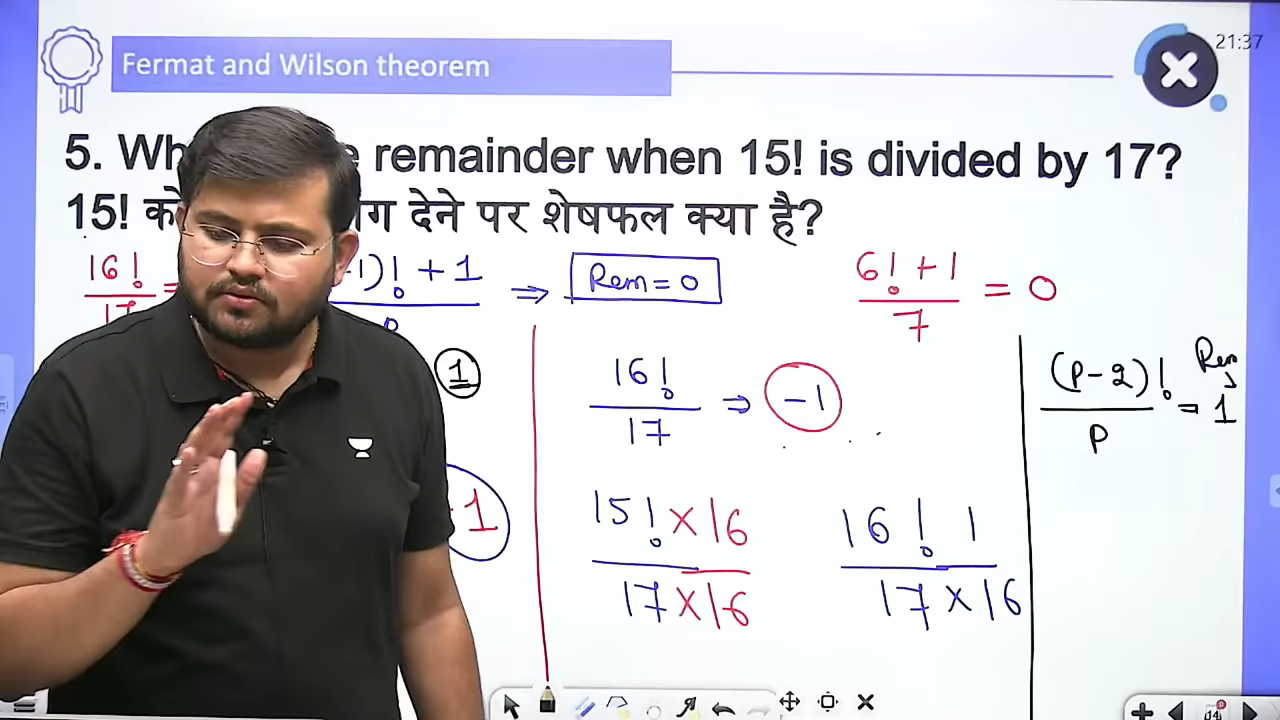 21:37
Fermat and Wilson theorem
5. Wh e remainder when 15! is divided by 17?
15! को ग देने पर शेषफल क्या है?
16!/17 = -1)! + 1 ⇒ Rem = 0
(6! + 1)/7 = 0
1
16!/17 ⇒ -1
(P-2)!/P = 1 Rem
-1
15! × 16 / 17 × 16
16! 1 / 17 × 16
14